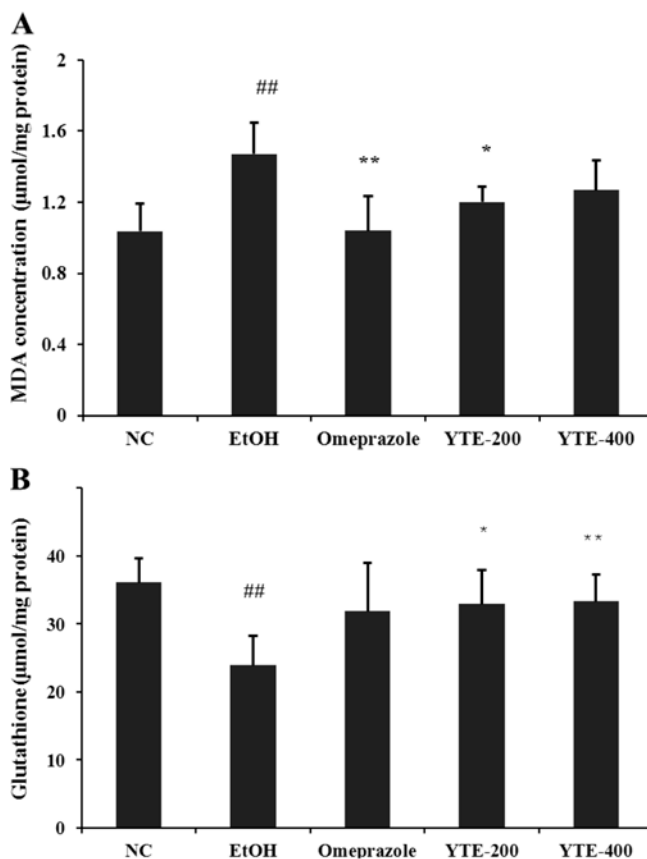 A
MDA concentration (µmol/mg protein)
2
1.6
1.2
0.8
0.4
0
##
**
*
NC EtOH Omeprazole YTE-200 YTE-400
B
Glutathione (µmol/mg protein)
40
30
20
10
0
##
*
**
NC EtOH Omeprazole YTE-200 YTE-400